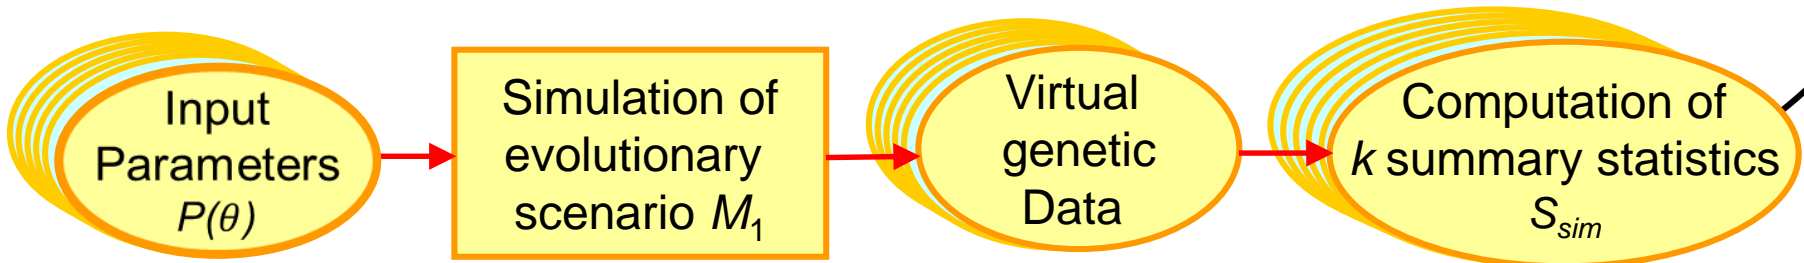 Input
Parameters
P(θ)
Simulation of
evolutionary
scenario M₁
Virtual
genetic
Data
Computation of
k summary statistics
Sₛᵢₘ